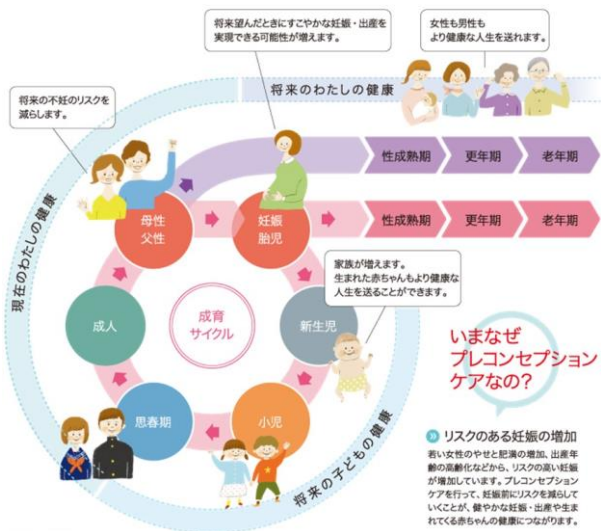 将来望んだときにすこやかな妊娠・出産を
実現できる可能性が増えます。
女性も男性も
より健康な人生を送れます。
将来の不妊のリスクを
減らします。
将来のわたしの健康
性成熟期
更年期
老年期
母性
父性
妊娠
胎児
性成熟期
更年期
老年期
現在のわたしの健康
家族が増えます。
生まれた赤ちゃんもより健康な
人生を送ることができます。
成人
成育
サイクル
新生児
思春期
小児
将来の子どもの健康
いまなぜ
プレコンセプション
ケアなの?
リスクのある妊娠の増加
若い女性のやせと肥満の増加、出産年
齢の高齢化などから、リスクの高い妊娠
が増加しています。プレコンセプション
ケアを行って、妊娠前にリスクを減らして
いくことが、健やかな妊娠・出産や生ま
れてくる赤ちゃんの健康につながります。